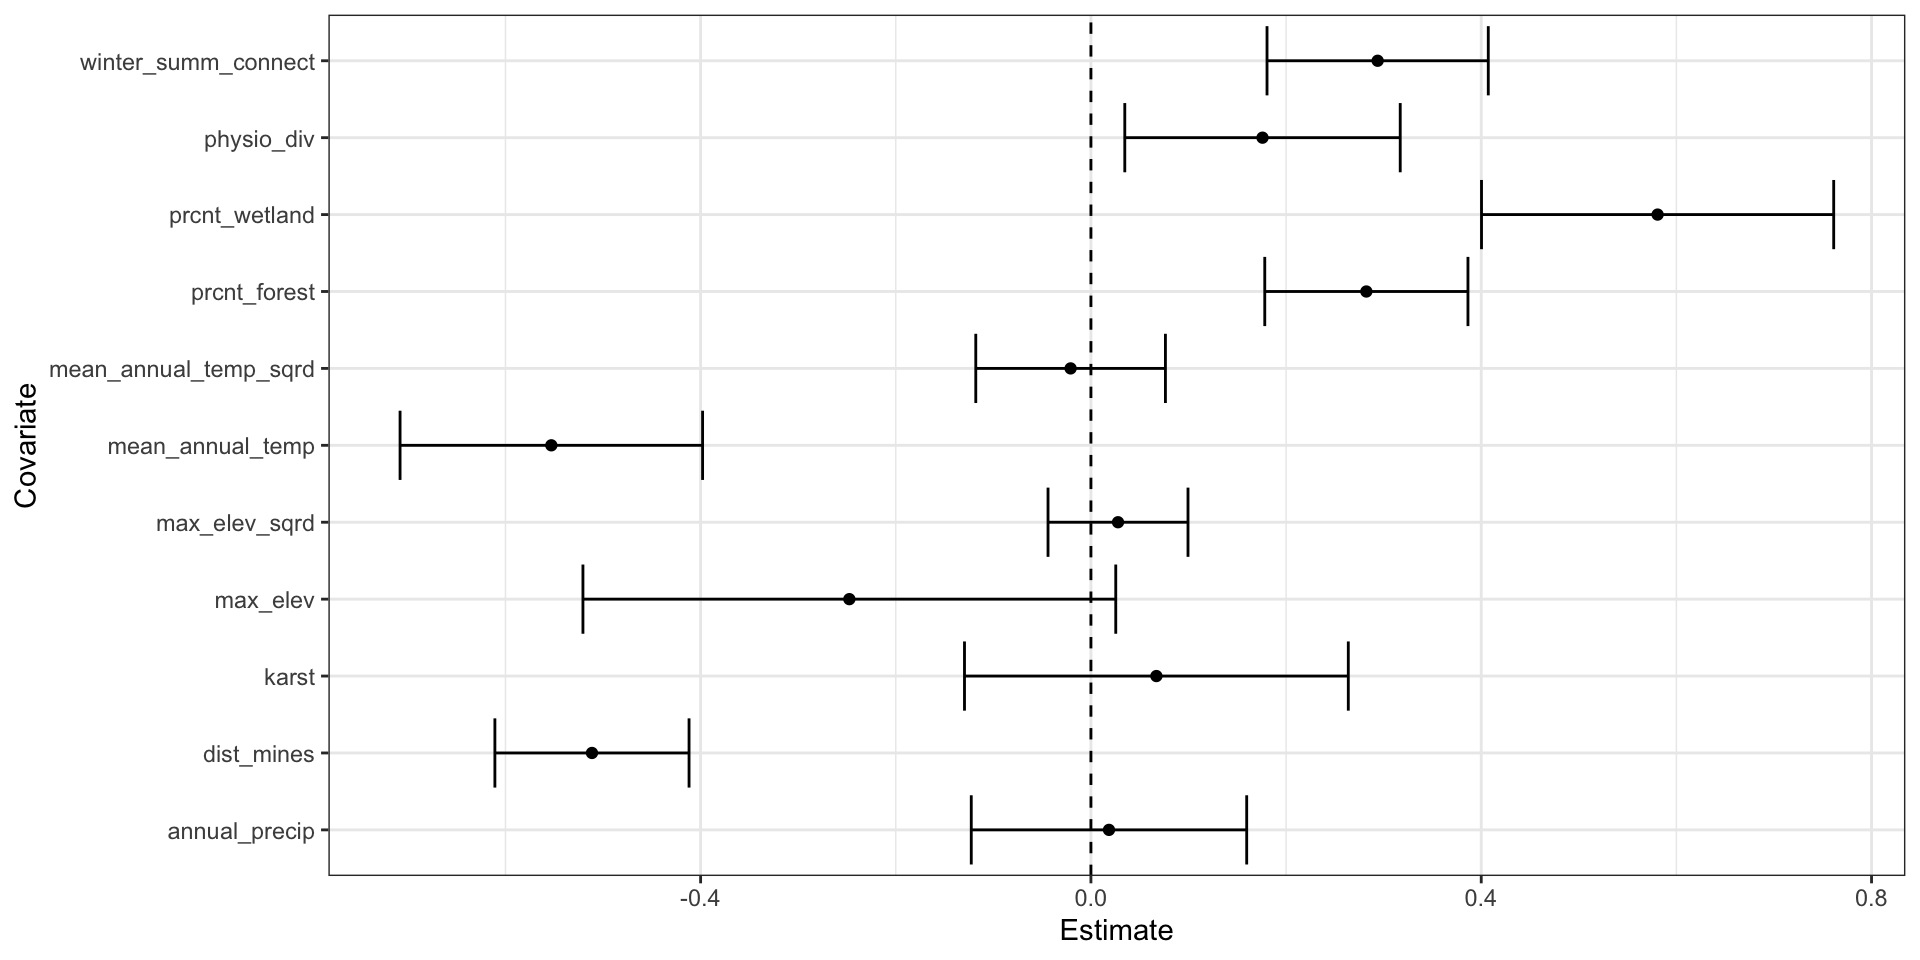 winter_summ_connect
physio_div
prcnt_wetland
prcnt_forest
mean_annual_temp_sqrd
mean_annual_temp
max_elev_sqrd
max_elev
karst
dist_mines
annual_precip
Covariate
-0.4 0.0 0.4 0.8
Estimate